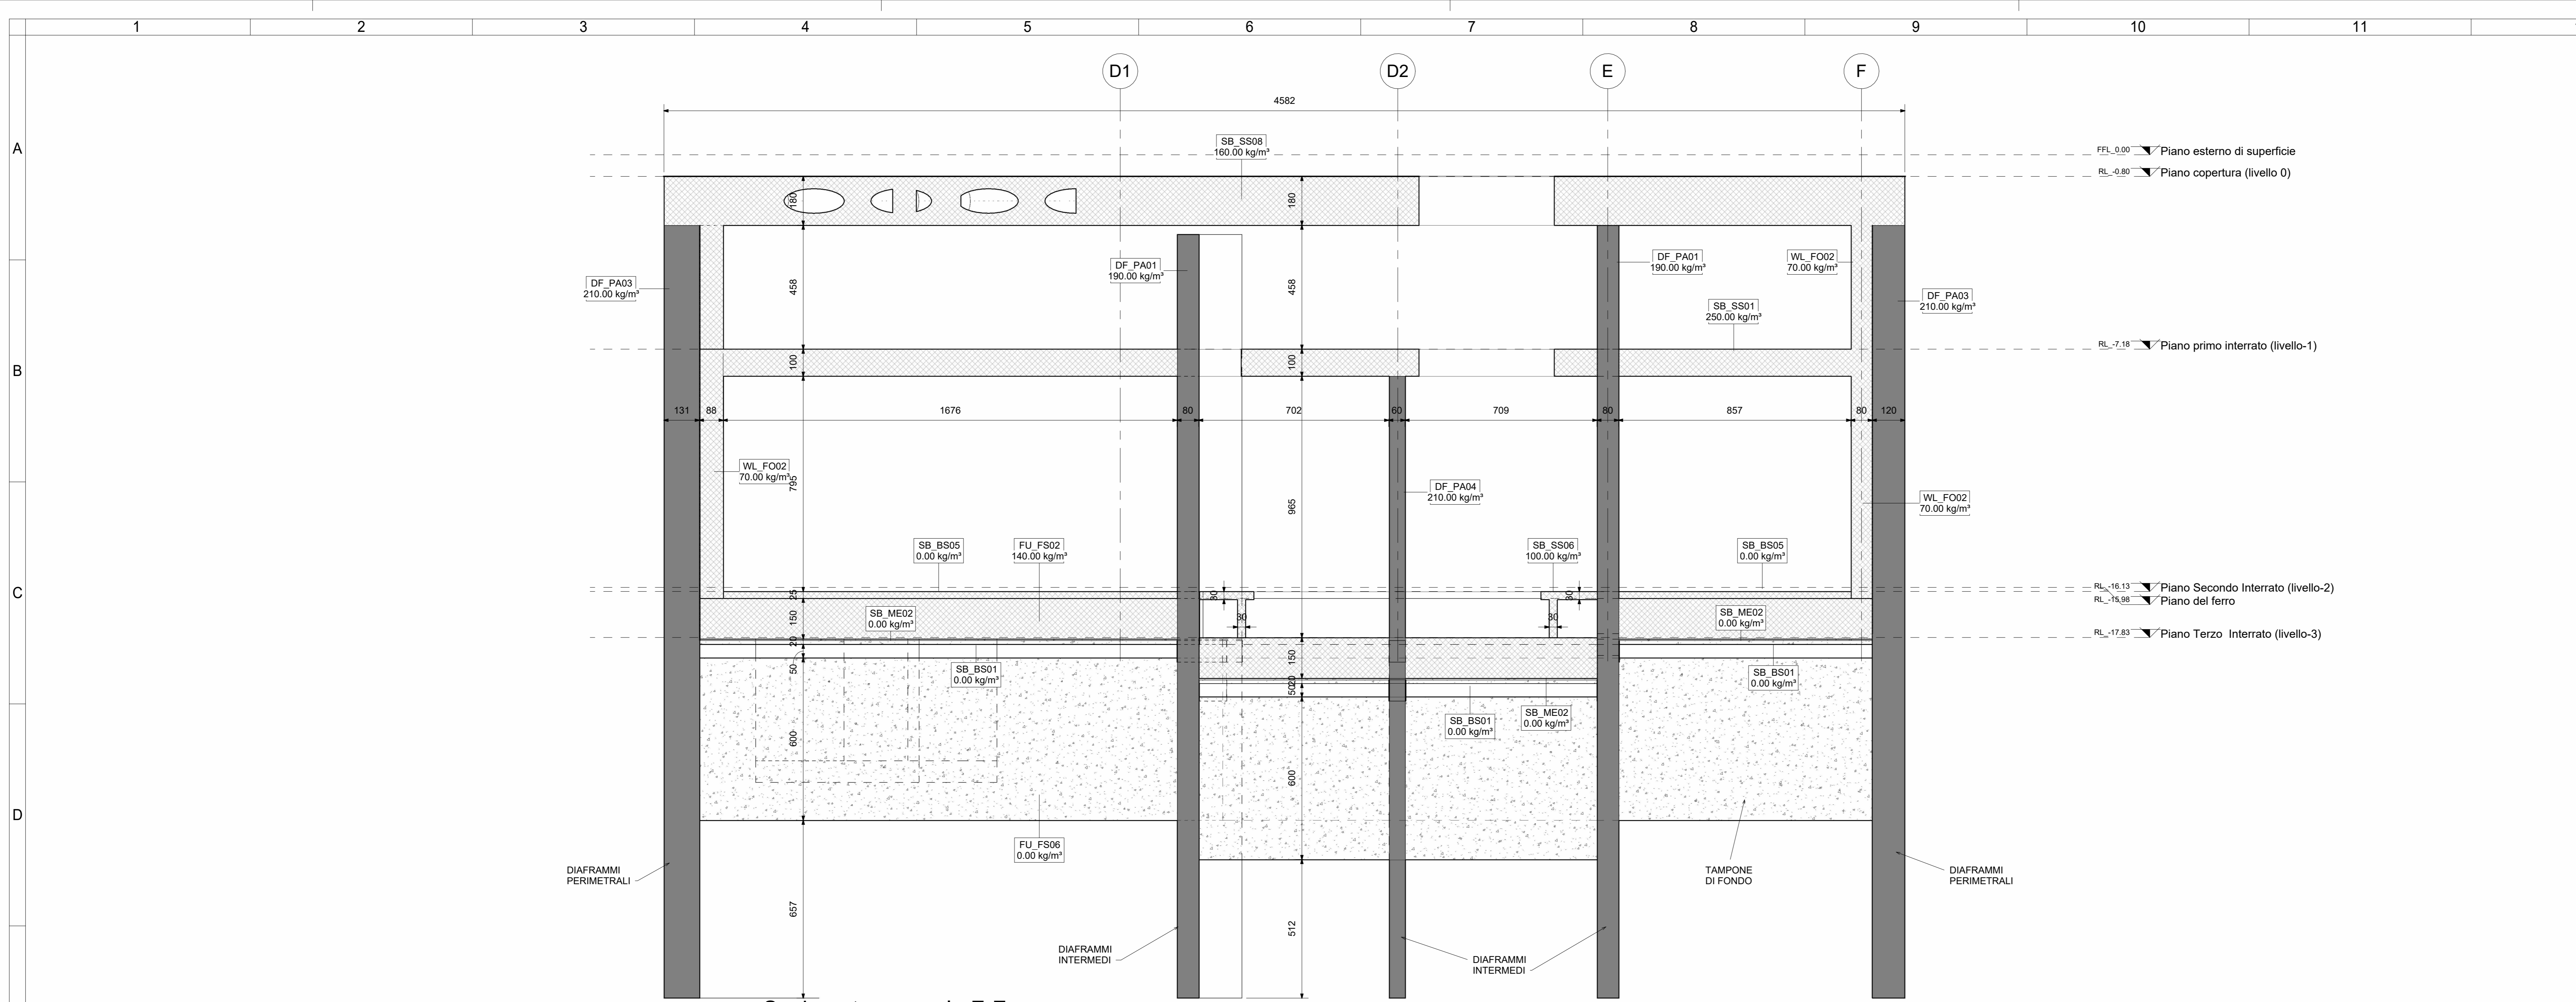 1 2 3 4 5 6 7 8 9 10 11
D1 D2 E F
4582
A
SB_SS08
160.00 kg/m³
FFL_0.00 Piano esterno di superficie
RL_-0.80 Piano copertura (livello 0)
180 180
DF_PA03
210.00 kg/m³
458
DF_PA01
190.00 kg/m³
458
DF_PA01
190.00 kg/m³
WL_FO02
70.00 kg/m³
SB_SS01
250.00 kg/m³
DF_PA03
210.00 kg/m³
RL_-7.18 Piano primo interrato (livello-1)
B
100 100
131 88 1676 80 702 60 709 80 857 80 120
WL_FO02
70.00 kg/m³
795
965
DF_PA04
210.00 kg/m³
WL_FO02
70.00 kg/m³
SB_BS05
0.00 kg/m³
FU_FS02
140.00 kg/m³
SB_SS06
100.00 kg/m³
SB_BS05
0.00 kg/m³
C
RL_-16.13 Piano Secondo Interrato (livello-2)
RL_-15.98 Piano del ferro
RL_-17.83 Piano Terzo Interrato (livello-3)
25
30
30
150
SB_ME02
0.00 kg/m³
30
30
SB_ME02
0.00 kg/m³
20
50
150
20
50
SB_BS01
0.00 kg/m³
SB_BS01
0.00 kg/m³
SB_BS01
0.00 kg/m³
SB_ME02
0.00 kg/m³
600
600
D
FU_FS06
0.00 kg/m³
DIAFRAMMI
PERIMETRALI
TAMPONE
DI FONDO
DIAFRAMMI
PERIMETRALI
657
512
DIAFRAMMI
INTERMEDI
DIAFRAMMI
INTERMEDI